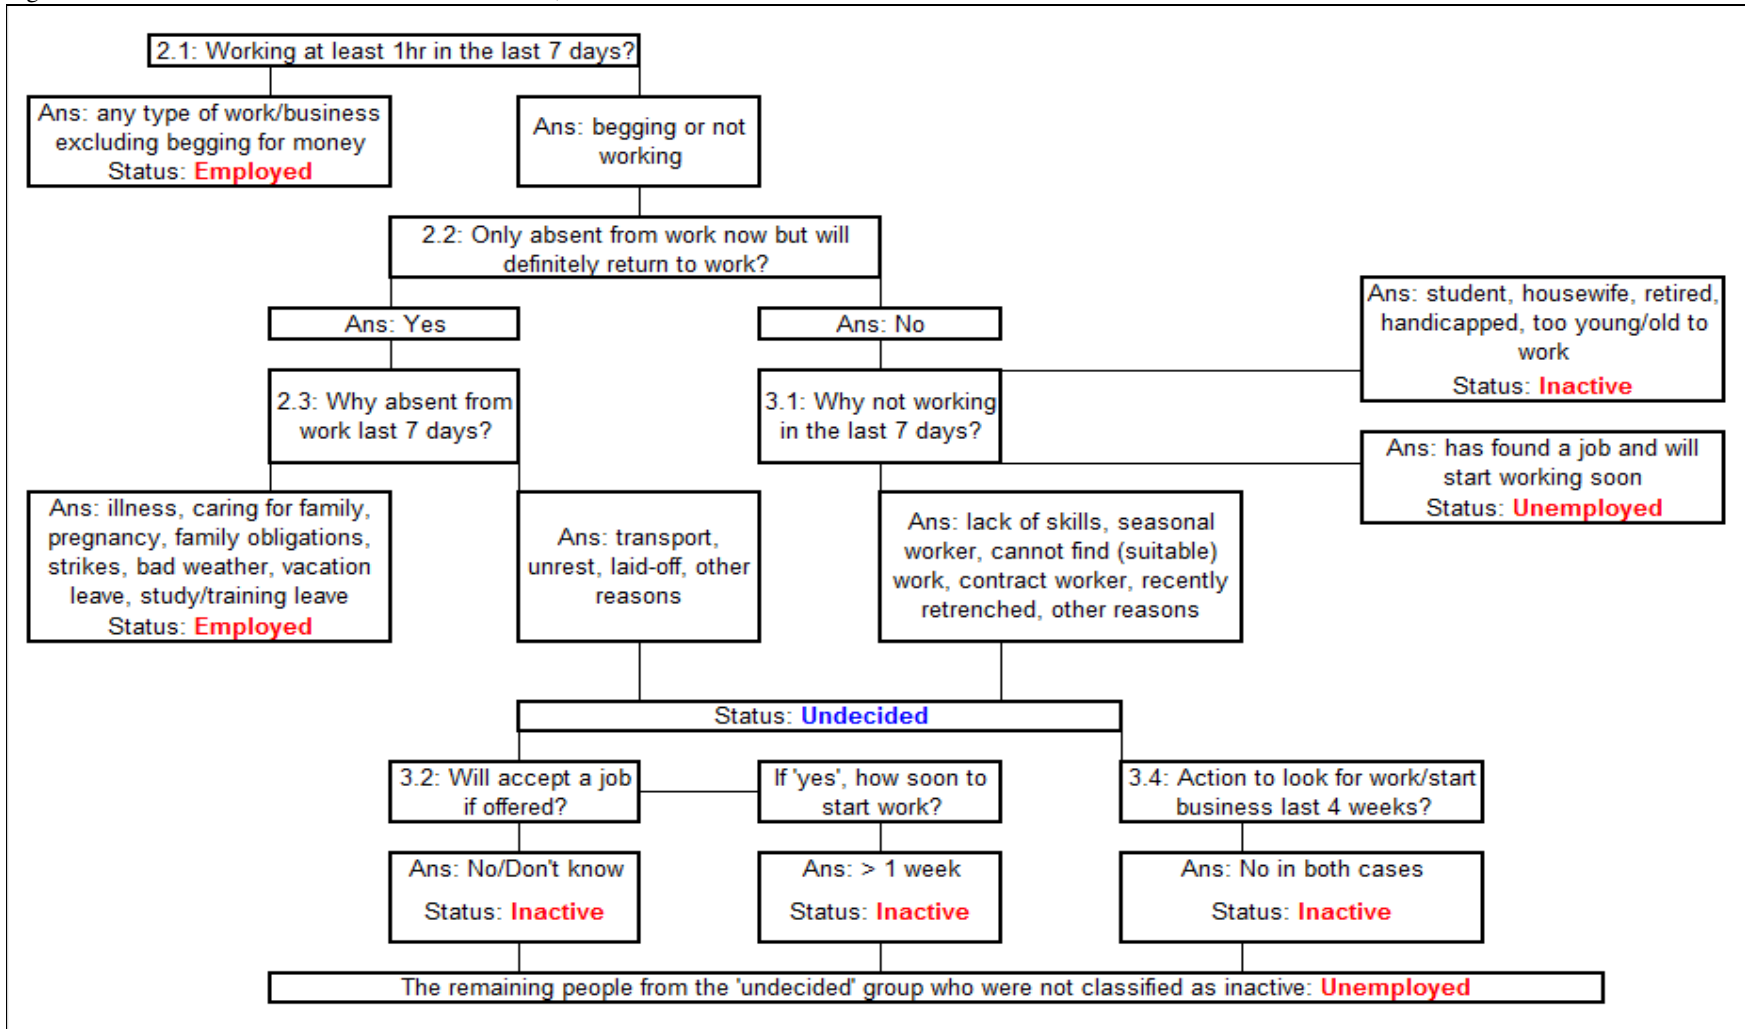 2.1: Working at least 1hr in the last 7 days?
Ans: any type of work/business
excluding begging for money
Status: Employed
Ans: begging or not
working
2.2: Only absent from work now but will
definitely return to work?
Ans: Yes
Ans: No
Ans: student, housewife, retired,
handicapped, too young/old to
work
Status: Inactive
2.3: Why absent from
work last 7 days?
3.1: Why not working
in the last 7 days?
Ans: has found a job and will
start working soon
Status: Unemployed
Ans: illness, caring for family,
pregnancy, family obligations,
strikes, bad weather, vacation
leave, study/training leave
Status: Employed
Ans: transport,
unrest, laid-off, other
reasons
Ans: lack of skills, seasonal
worker, cannot find (suitable)
work, contract worker, recently
retrenched, other reasons
Status: Undecided
3.2: Will accept a job
if offered?
If 'yes', how soon to
start work?
3.4: Action to look for work/start
business last 4 weeks?
Ans: No/Don't know
Status: Inactive
Ans: > 1 week
Status: Inactive
Ans: No in both cases
Status: Inactive
The remaining people from the 'undecided' group who were not classified as inactive: Unemployed